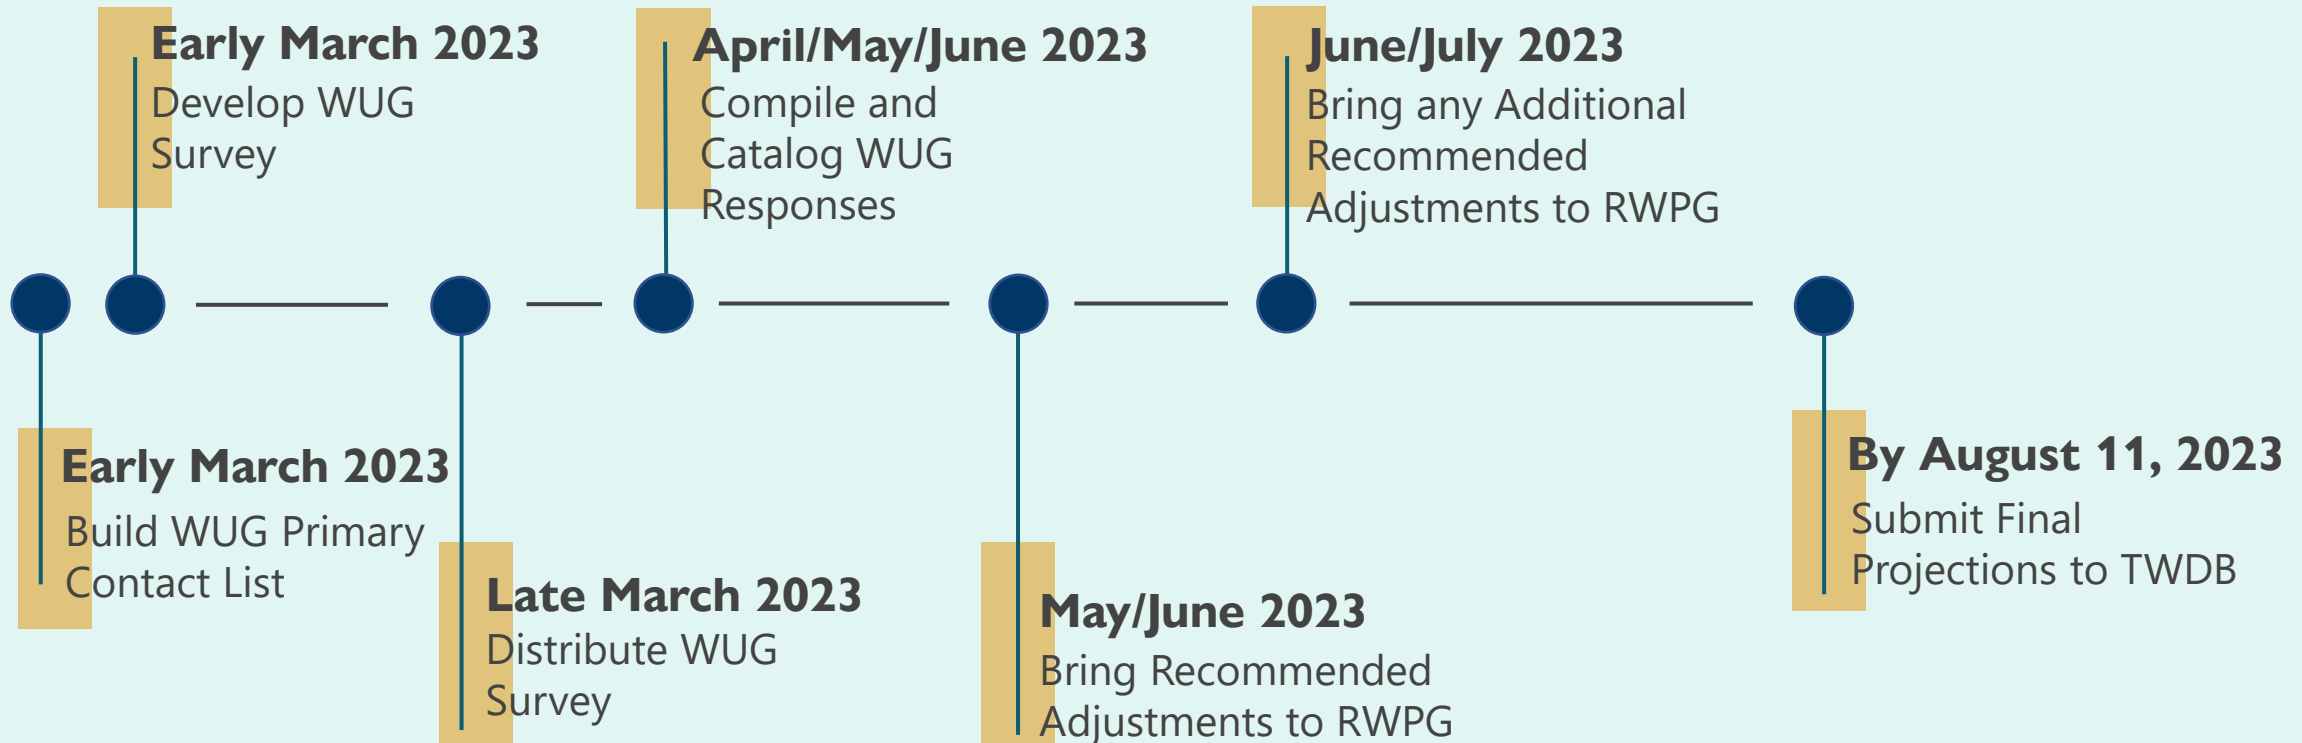 Early March 2023
Build WUG Primary
Contact List
Early March 2023
Develop WUG
Survey
Late March 2023
Distribute WUG
Survey
April/May/June 2023
Compile and
Catalog WUG
Responses
May/June 2023
Bring Recommended
Adjustments to RWPG
June/July 2023
Bring any Additional
Recommended
Adjustments to RWPG
By August 11, 2023
Submit Final
Projections to TWDB